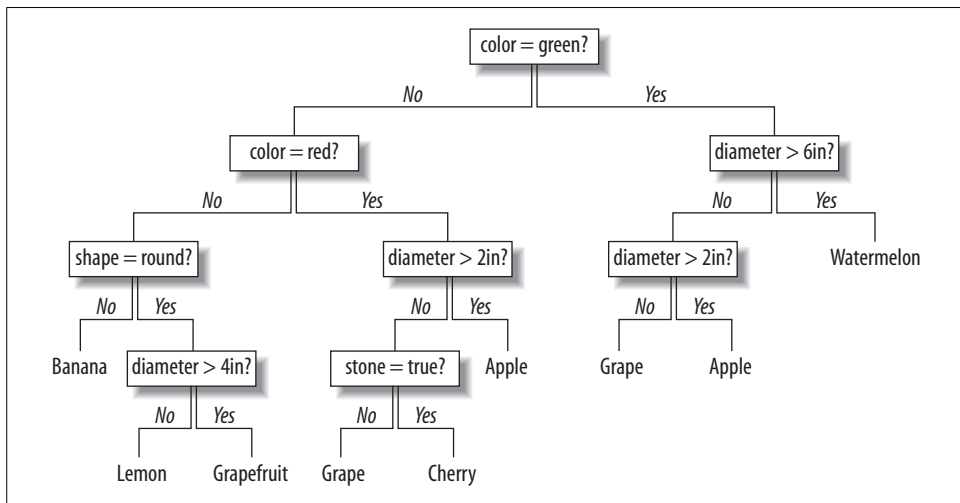 color = green?
No
Yes
color = red?
diameter > 6in?
No
Yes
No
Yes
shape = round?
diameter > 2in?
diameter > 2in?
Watermelon
No
Yes
No
Yes
No
Yes
Banana
diameter > 4in?
stone = true?
Apple
Grape
Apple
No
Yes
No
Yes
Lemon
Grapefruit
Grape
Cherry